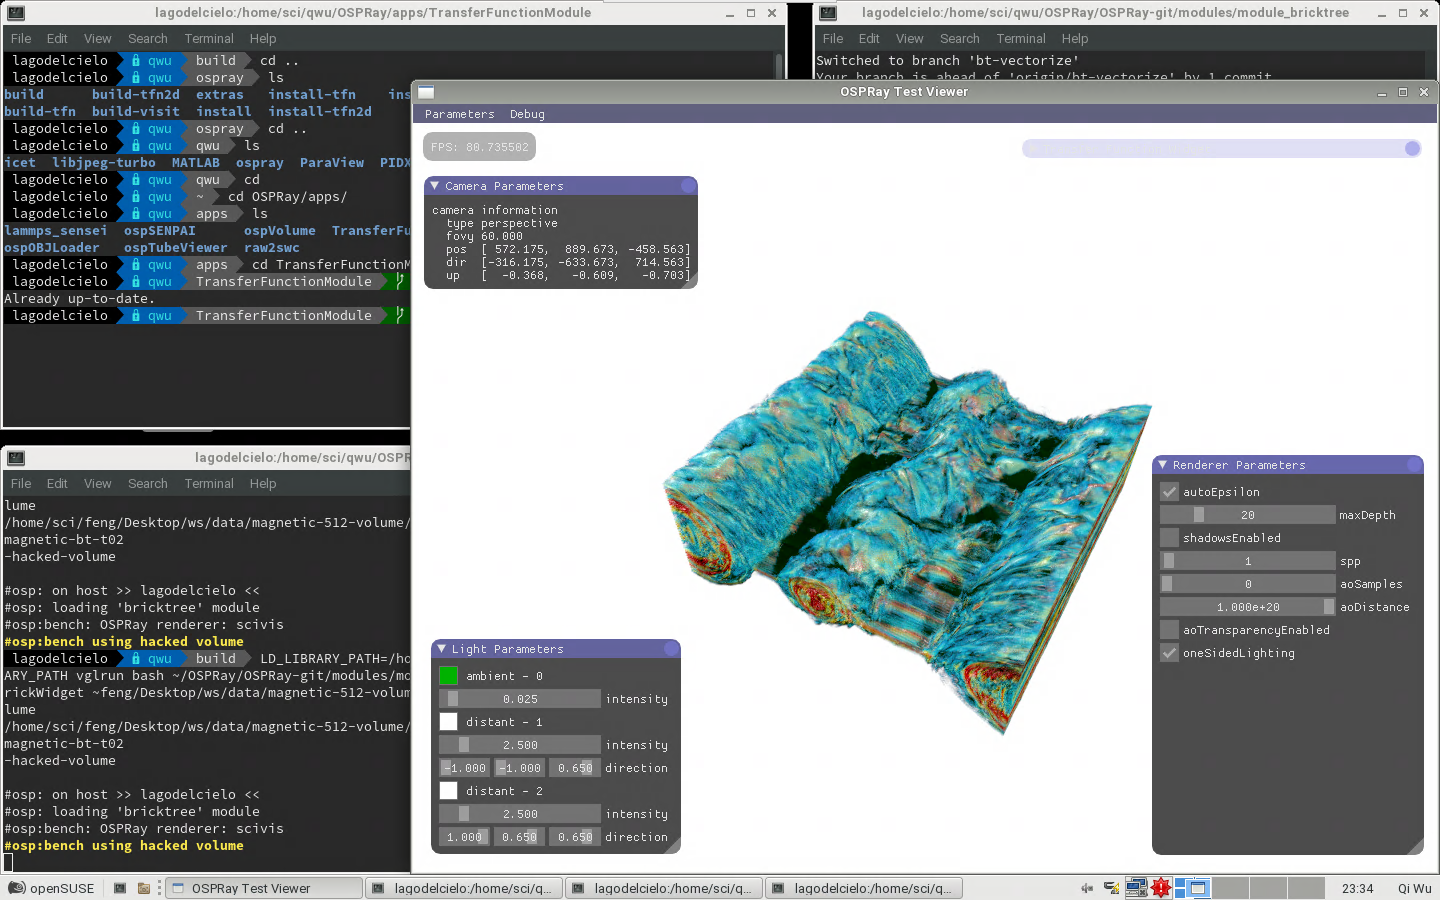 lagodelcielo:/home/sci/qwu/OSPRay/apps/TransferFunctionModule
File Edit View Search Terminal Help
lagodelcielo qwu build cd ..
lagodelcielo qwu ospray ls
build build-tfn2d extras install-tfn ins
build-tfn build-visit install install-tfn2d
lagodelcielo qwu ospray cd ..
lagodelcielo qwu qwu ls
icet libjpeg-turbo MATLAB ospray ParaView PIDX
lagodelcielo qwu qwu cd
lagodelcielo qwu ~ cd OSPRay/apps/
lagodelcielo qwu apps ls
lammps_sensei ospSENPAI ospVolume TransferFu
ospOBJLoader ospTubeViewer raw2swc
lagodelcielo qwu apps cd TransferFunctionM
lagodelcielo qwu TransferFunctionModule
Already up-to-date.
lagodelcielo qwu TransferFunctionModule
lagodelcielo:/home/sci/qwu/OSPRay/OSPRay-git/modules/module_bricktree
File Edit View Search Terminal Help
Switched to branch 'bt-vectorize'
Your branch is ahead of 'origin/bt-vectorize' by 1 commit
lagodelcielo:/home/sci/qwu/OSPR
File Edit View Search Terminal Help
lume
/home/sci/feng/Desktop/ws/data/magnetic-512-volume/
magnetic-bt-t02
-hacked-volume
#osp: on host >> lagodelcielo <<
#osp: loading 'bricktree' module
#osp:bench: OSPRay renderer: scivis
#osp:bench using hacked volume
lagodelcielo qwu build LD_LIBRARY_PATH=/ho
ARY_PATH vglrun bash ~/OSPRay/OSPRay-git/modules/mo
rickWidget ~feng/Desktop/ws/data/magnetic-512-volum
lume
/home/sci/feng/Desktop/ws/data/magnetic-512-volume/
magnetic-bt-t02
-hacked-volume
#osp: on host >> lagodelcielo <<
#osp: loading 'bricktree' module
#osp:bench: OSPRay renderer: scivis
#osp:bench using hacked volume
OSPRay Test Viewer
Parameters Debug
FPS: 80.735502
Camera Parameters
camera information
type perspective
fovy 60.000
pos [ 572.175, 889.673, -458.563]
dir [-316.175, -633.673, 714.563]
up [ -0.368, -0.609, -0.703]
Light Parameters
ambient - 0
0.025 intensity
distant - 1
2.500 intensity
-1.000 -1.000 0.650 direction
distant - 2
2.500 intensity
1.000 0.650 0.650 direction
Renderer Parameters
autoEpsilon
20 maxDepth
shadowsEnabled
1 spp
0 aoSamples
1.000e+20 aoDistance
aoTransparencyEnabled
oneSidedLighting
openSUSE OSPRay Test Viewer lagodelcielo:/home/sci/q... lagodelcielo:/home/sci/q... lagodelcielo:/home/sci/q... 23:34 Qi Wu